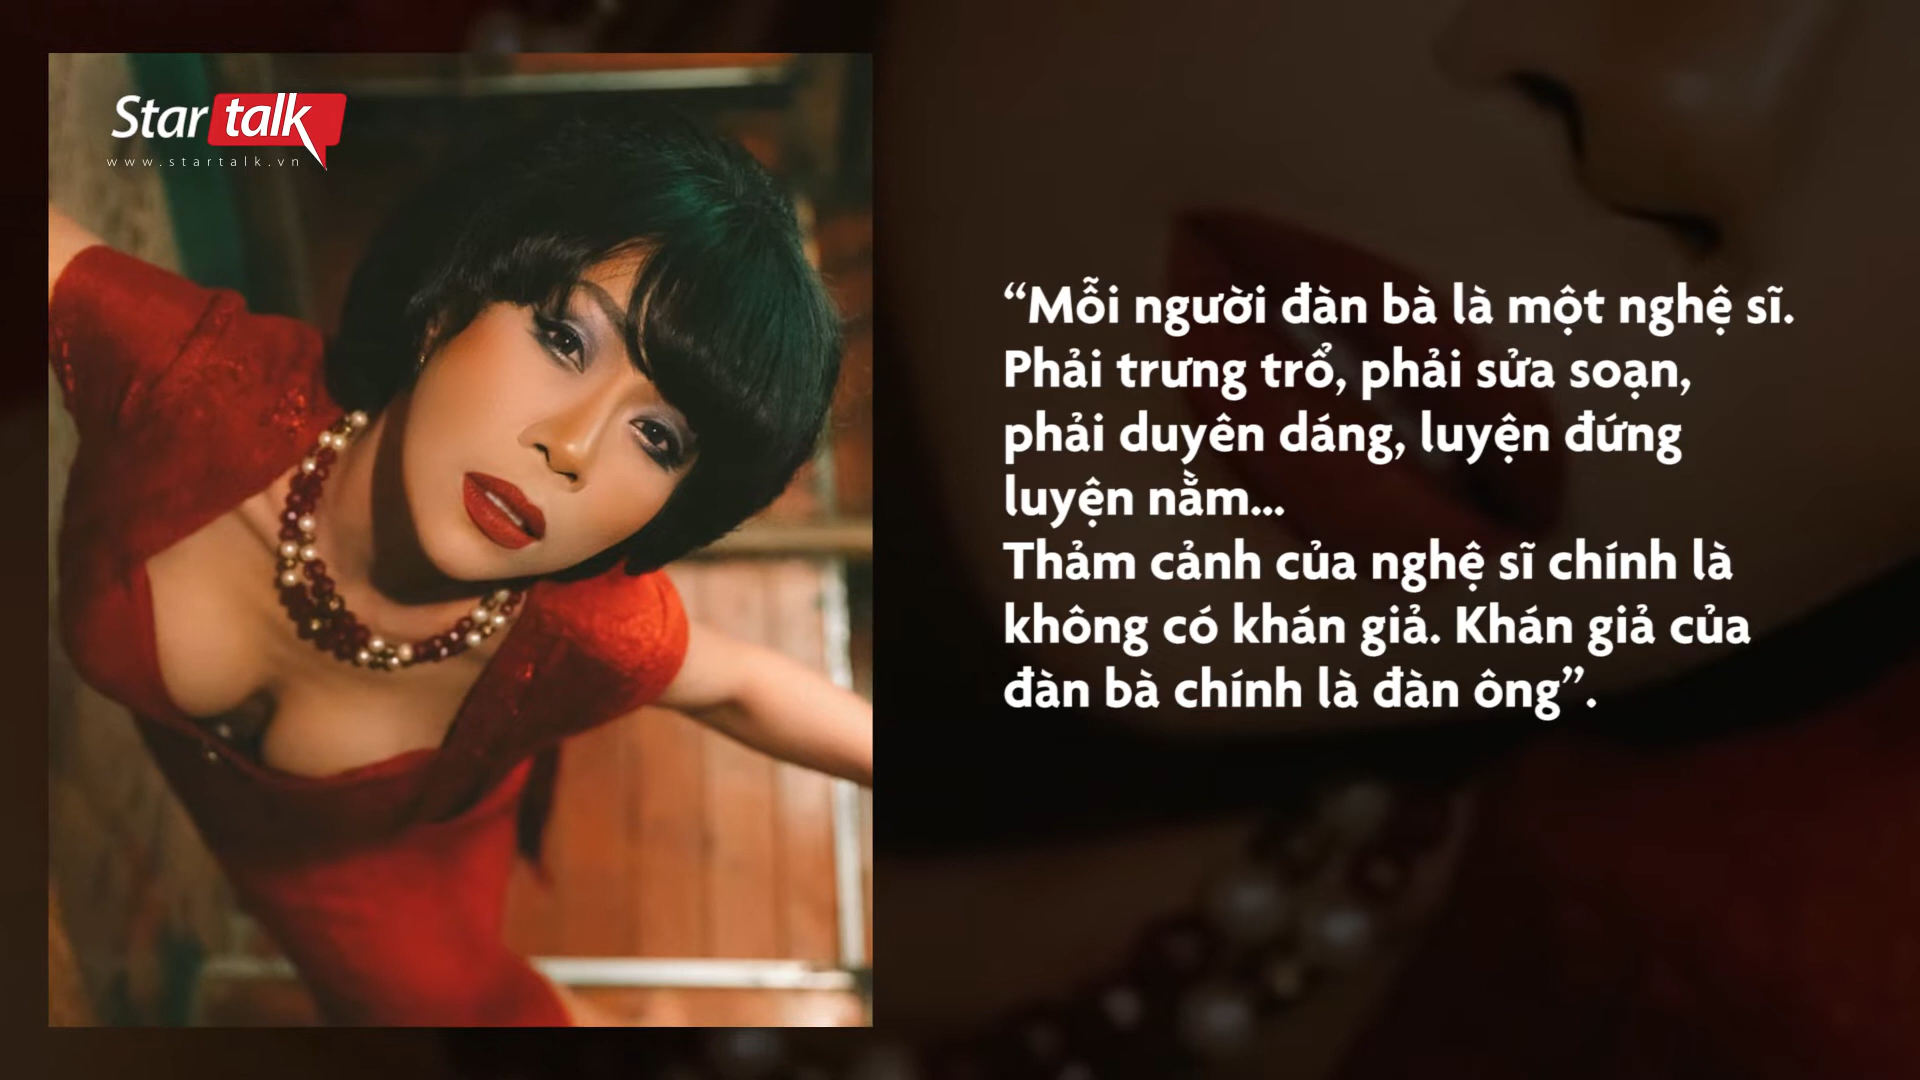 Star talk
www.startalk.vn
“Mỗi người đàn bà là một nghệ sĩ.
Phải trưng trổ, phải sửa soạn,
phải duyên dáng, luyện đứng
luyện nằm...
Thảm cảnh của nghệ sĩ chính là
không có khán giả. Khán giả của
đàn bà chính là đàn ông”.